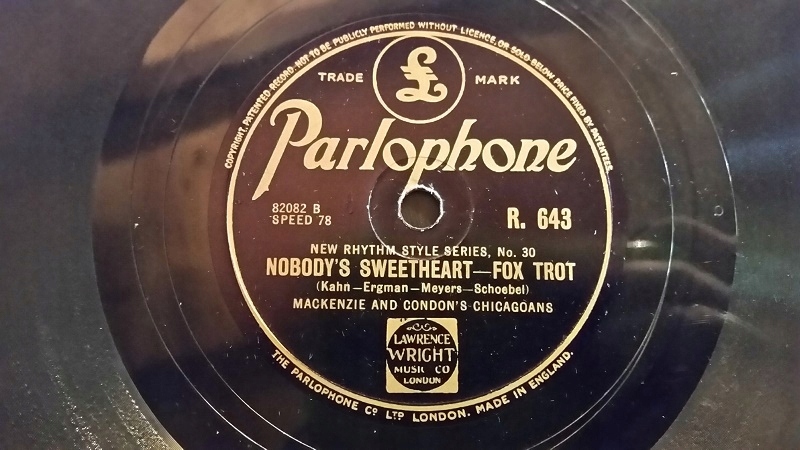 COPYRIGHT. PATENTED RECORD. NOT TO BE PUBLICLY PERFORMED WITHOUT LICENCE, OR SOLD BELOW PRICE FIXED BY PATENTEES.
TRADE £ MARK
Parlophone
82082 B
SPEED 78
R. 643
NEW RHYTHM STYLE SERIES, No. 30
NOBODY'S SWEETHEART—FOX TROT
(Kahn—Ergman—Meyers—Schoebel)
MACKENZIE AND CONDON'S CHICAGOANS
LAWRENCE
WRIGHT
MUSIC CO
LONDON
THE PARLOPHONE Cº LTD LONDON. MADE IN ENGLAND.